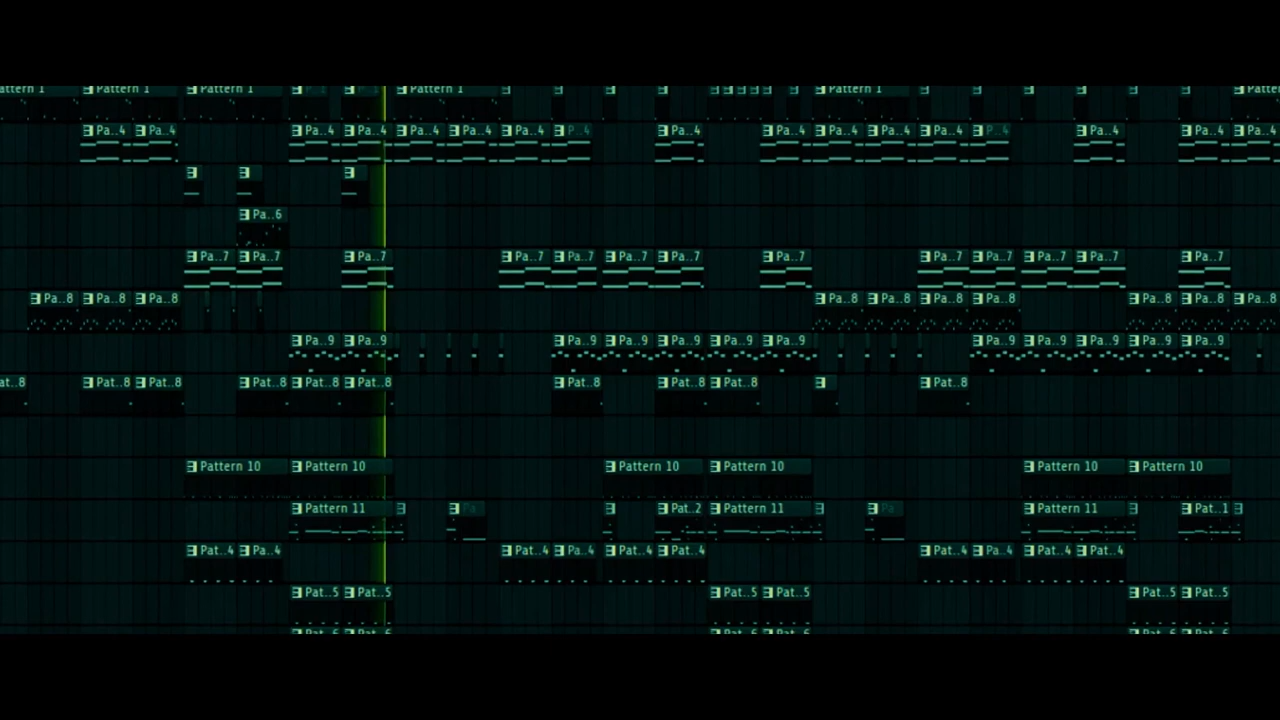 attern 1 Pattern 1 Pattern 1 Pattern 1 Pattern 1 Patte
Pa..4 Pa..4 Pa..4 Pa..4 Pa..4 Pa..4 Pa..4 Pa..4 Pa..4 Pa..4 Pa..4 Pa..4 Pa..4 Pa..4 Pa..4 Pa..4 Pa..4
Pa..6
Pa..7 Pa..7 Pa..7 Pa..7 Pa..7 Pa..7 Pa..7 Pa..7 Pa..7 Pa..7 Pa..7 Pa..7 Pa..7
Pa..8 Pa..8 Pa..8 Pa..8 Pa..8 Pa..8 Pa..8 Pa..8 Pa..8 Pa..8
Pa..9 Pa..9 Pa..9 Pa..9 Pa..9 Pa..9 Pa..9 Pa..9 Pa..9 Pa..9 Pa..9 Pa..9
at..8 Pat..8 Pat..8 Pat..8 Pat..8 Pat..8 Pat..8 Pat..8 Pat..8 Pat..8
Pattern 10 Pattern 10 Pattern 10 Pattern 10 Pattern 10 Pattern 10
Pattern 11 Pa Pat..2 Pattern 11 Pa Pattern 11 Pat..1
Pat..4 Pa..4 Pat..4 Pa..4 Pat..4 Pat..4 Pat..4 Pa..4 Pat..4 Pat..4
Pat..5 Pat..5 Pat..5 Pat..5 Pat..5 Pat..5
Pat..6 Pat..6 Pat..6 Pat..6 Pat..6 Pat..6